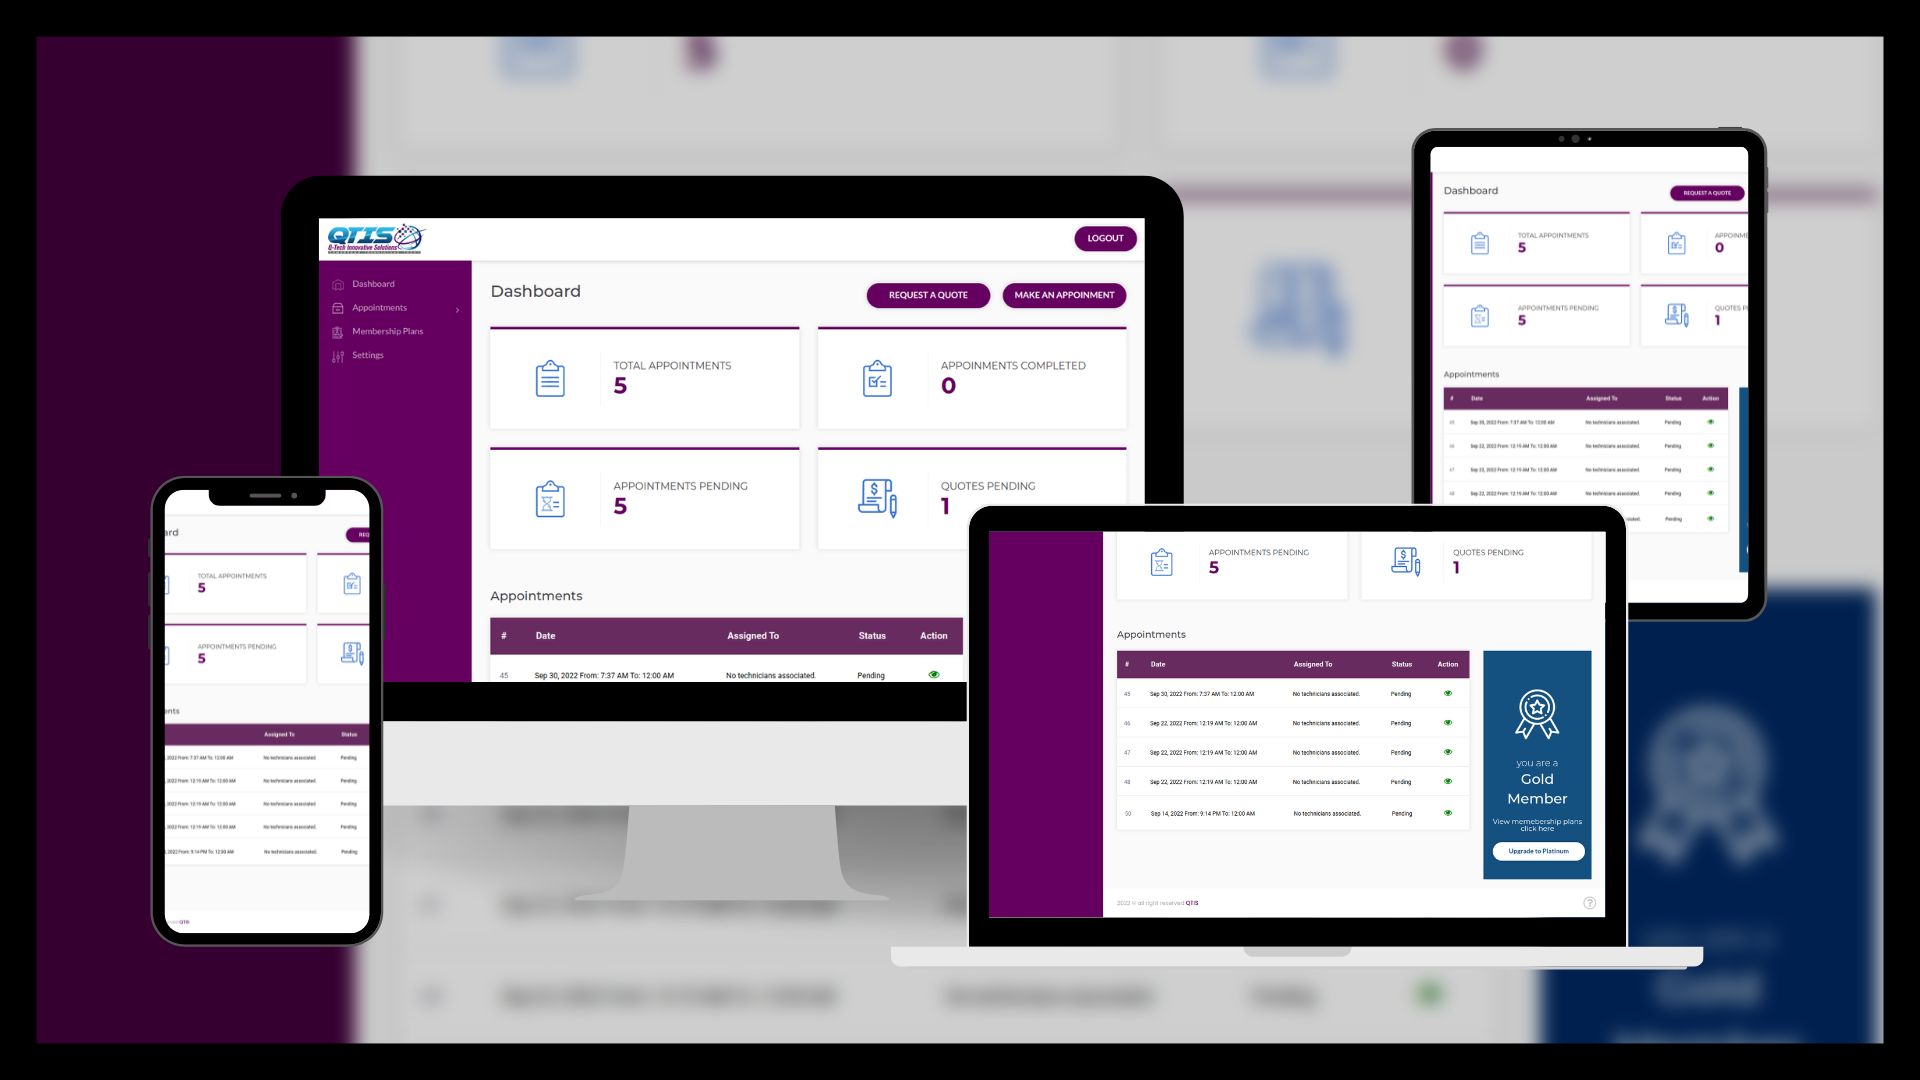 QTIS
Q-Tech Innovative Solutions
LOGOUT
Dashboard
Appointments
Membership Plans
Settings
Dashboard
REQUEST A QUOTE
MAKE AN APPOINMENT
TOTAL APPOINTMENTS
5
APPOINMENTS COMPLETED
0
APPOINTMENTS PENDING
5
QUOTES PENDING
1
Appointments
# Date Assigned To Status Action
45 Sep 30, 2022 From: 7:37 AM To: 12:00 AM No technicians associated. Pending
Dashboard
REQUEST A QUOTE
TOTAL APPOINTMENTS
5
APPOINME
0
APPOINTMENTS PENDING
5
QUOTES P
1
Appointments
# Date Assigned To Status Action
45 Sep 30, 2022 From: 7:37 AM To: 12:00 AM No technicians associated. Pending
46 Sep 22, 2022 From: 12:19 AM To: 12:00 AM No technicians associated. Pending
47 Sep 22, 2022 From: 12:19 AM To: 12:00 AM No technicians associated. Pending
48 Sep 22, 2022 From: 12:19 AM To: 12:00 AM No technicians associated. Pending
ciated. Pending
ard
REQ
TOTAL APPOINTMENTS
5
APPOINTMENTS PENDING
5
ents
Assigned To Status
, 2022 From: 7:37 AM To: 12:00 AM No technicians associated. Pending
, 2022 From: 12:19 AM To: 12:00 AM No technicians associated. Pending
, 2022 From: 12:19 AM To: 12:00 AM No technicians associated. Pending
, 2022 From: 12:19 AM To: 12:00 AM No technicians associated. Pending
, 2022 From: 9:14 PM To: 12:00 AM No technicians associated. Pending
QTIS
APPOINTMENTS PENDING
5
QUOTES PENDING
1
Appointments
# Date Assigned To Status Action
45 Sep 30, 2022 From: 7:37 AM To: 12:00 AM No technicians associated. Pending
46 Sep 22, 2022 From: 12:19 AM To: 12:00 AM No technicians associated. Pending
47 Sep 22, 2022 From: 12:19 AM To: 12:00 AM No technicians associated. Pending
48 Sep 22, 2022 From: 12:19 AM To: 12:00 AM No technicians associated. Pending
50 Sep 14, 2022 From: 9:14 PM To: 12:00 AM No technicians associated. Pending
you are a
Gold
Member
View memebership plans
click here
Upgrade to Platinum
2022 © all right reserved QTIS
?